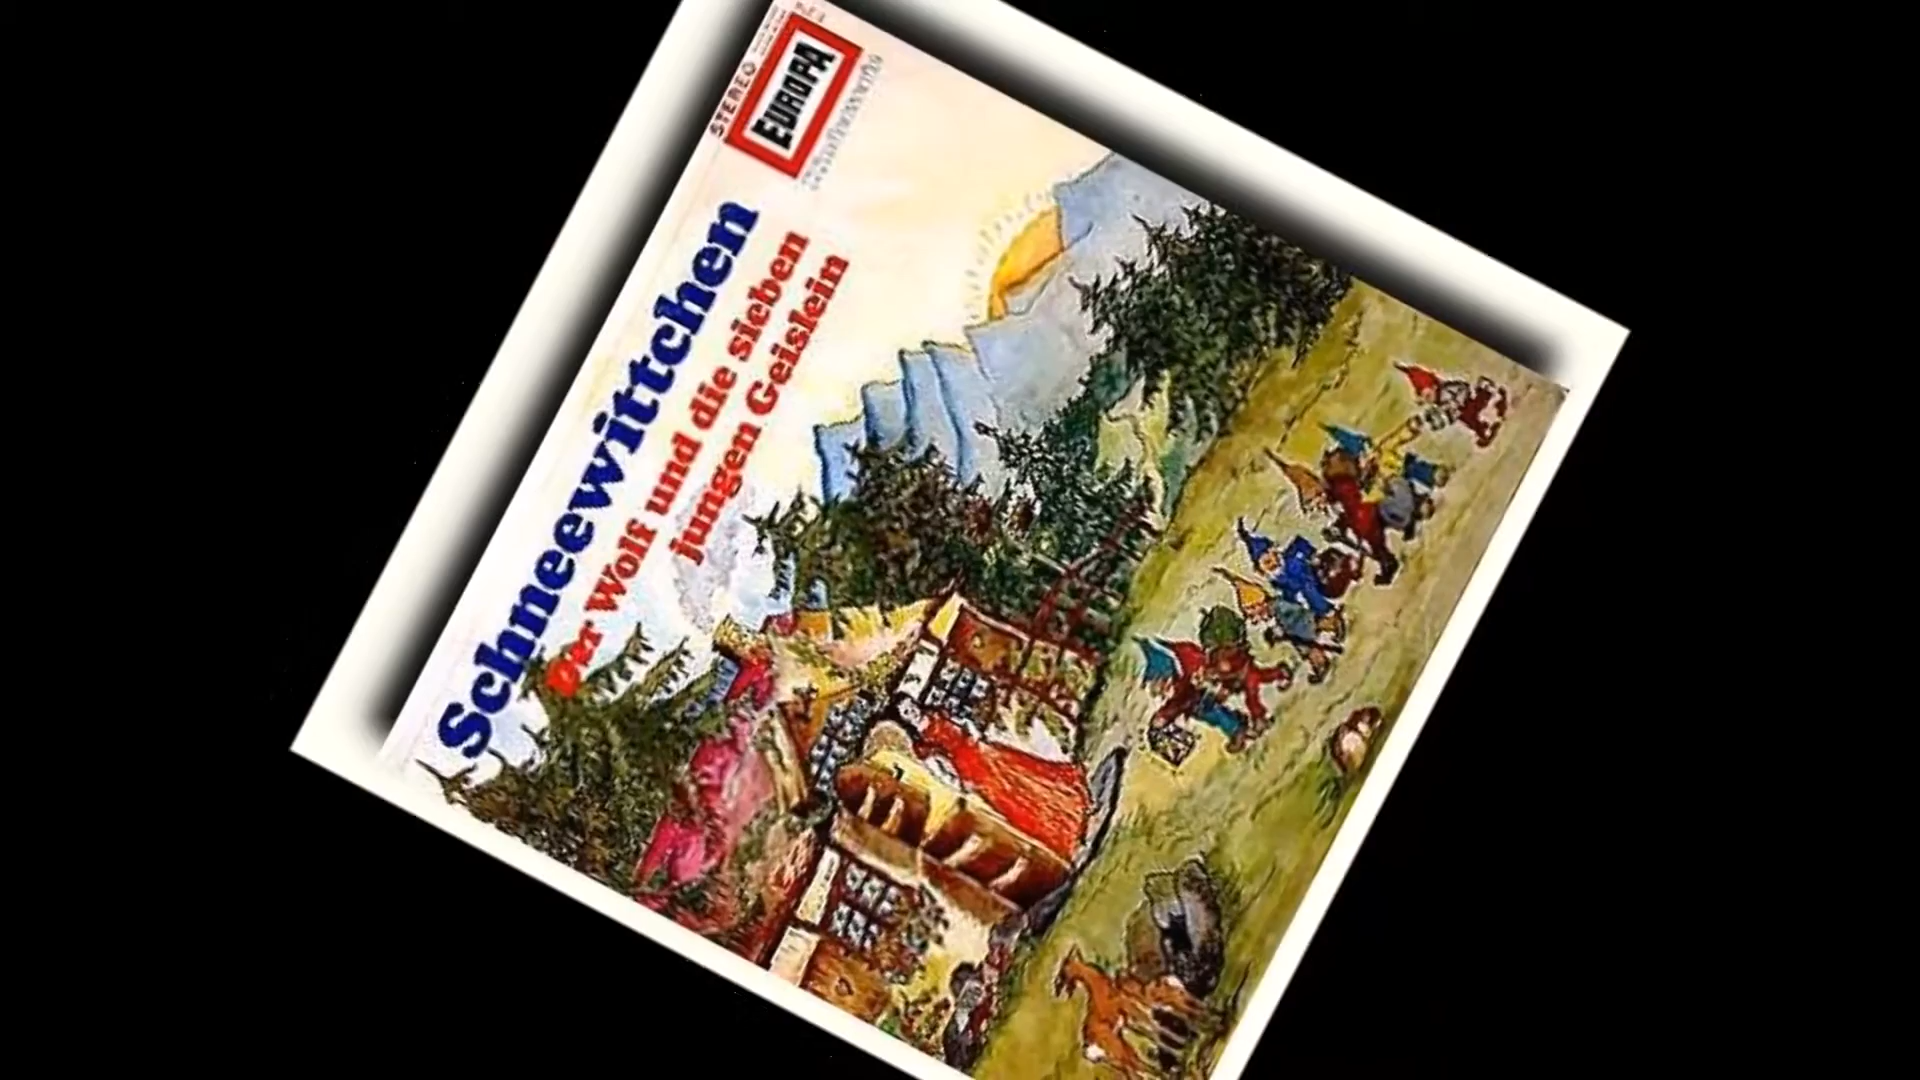 STEREO
EUROPA
Schneewittchen
Der Wolf und die sieben
jungen Geislein